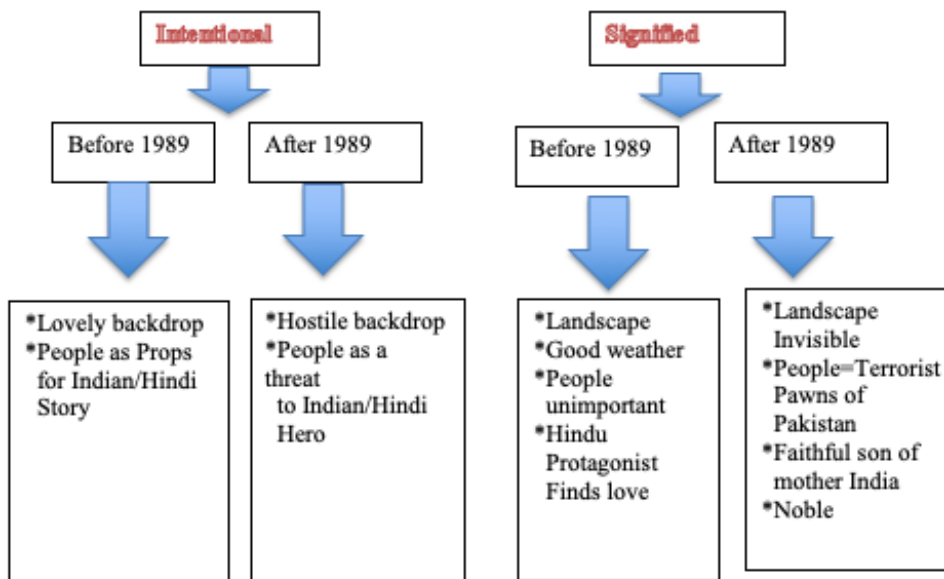 Intentional
Signified
Before 1989
After 1989
Before 1989
After 1989
*Lovely backdrop
*People as Props
for Indian/Hindi
Story
*Hostile backdrop
*People as a
threat
to Indian/Hindi
Hero
*Landscape
*Good weather
*People
unimportant
*Hindu
Protagonist
Finds love
*Landscape
Invisible
*People=Terrorist
Pawns of
Pakistan
*Faithful son of
mother India
*Noble